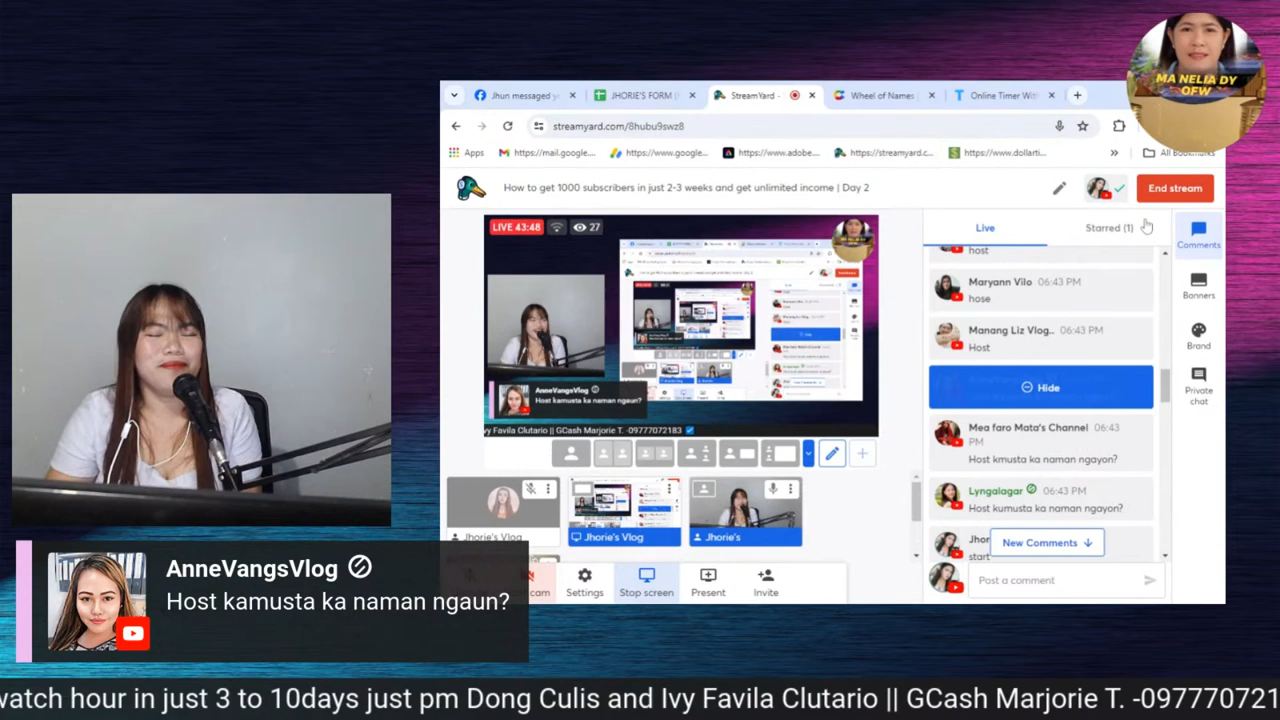 MA NELIA DY
OFW
Jhun messaged y
JHORIE'S FORM
StreamYard -
Wheel of Names
Online Timer Wit
streamyard.com/8hubu9swz8
Apps
https://mail.google....
https://www.google...
https://www.adobe...
https://streamyard.c...
https://www.dollarti...
»
All Bookmarks
How to get 1000 subscribers in just 2-3 weeks and get unlimited income | Day 2
End stream
LIVE 43:48
27
AnneVangsVlog
Host kamusta ka naman ngaun?
Ivy Favila Clutario || GCash Marjorie T. -09777072183
Jhorie's Vlog
Jhorie's Vlog
Jhorie's
cam
Settings
Stop screen
Present
Invite
Live
Starred (1)
host
Maryann Vilo 06:43 PM
hose
Manang Liz Vlog.. 06:43 PM
Host
Hide
Mea faro Mata's Channel 06:43
PM
Host kmusta ka naman ngayon?
Lyngalagar 06:43 PM
Host kumusta ka naman ngayon?
Jhor
start
New Comments ↓
Post a comment
Comments
Banners
Brand
Private
chat
AnneVangsVlog
Host kamusta ka naman ngaun?
watch hour in just 3 to 10days just pm Dong Culis and Ivy Favila Clutario || GCash Marjorie T. -097770721